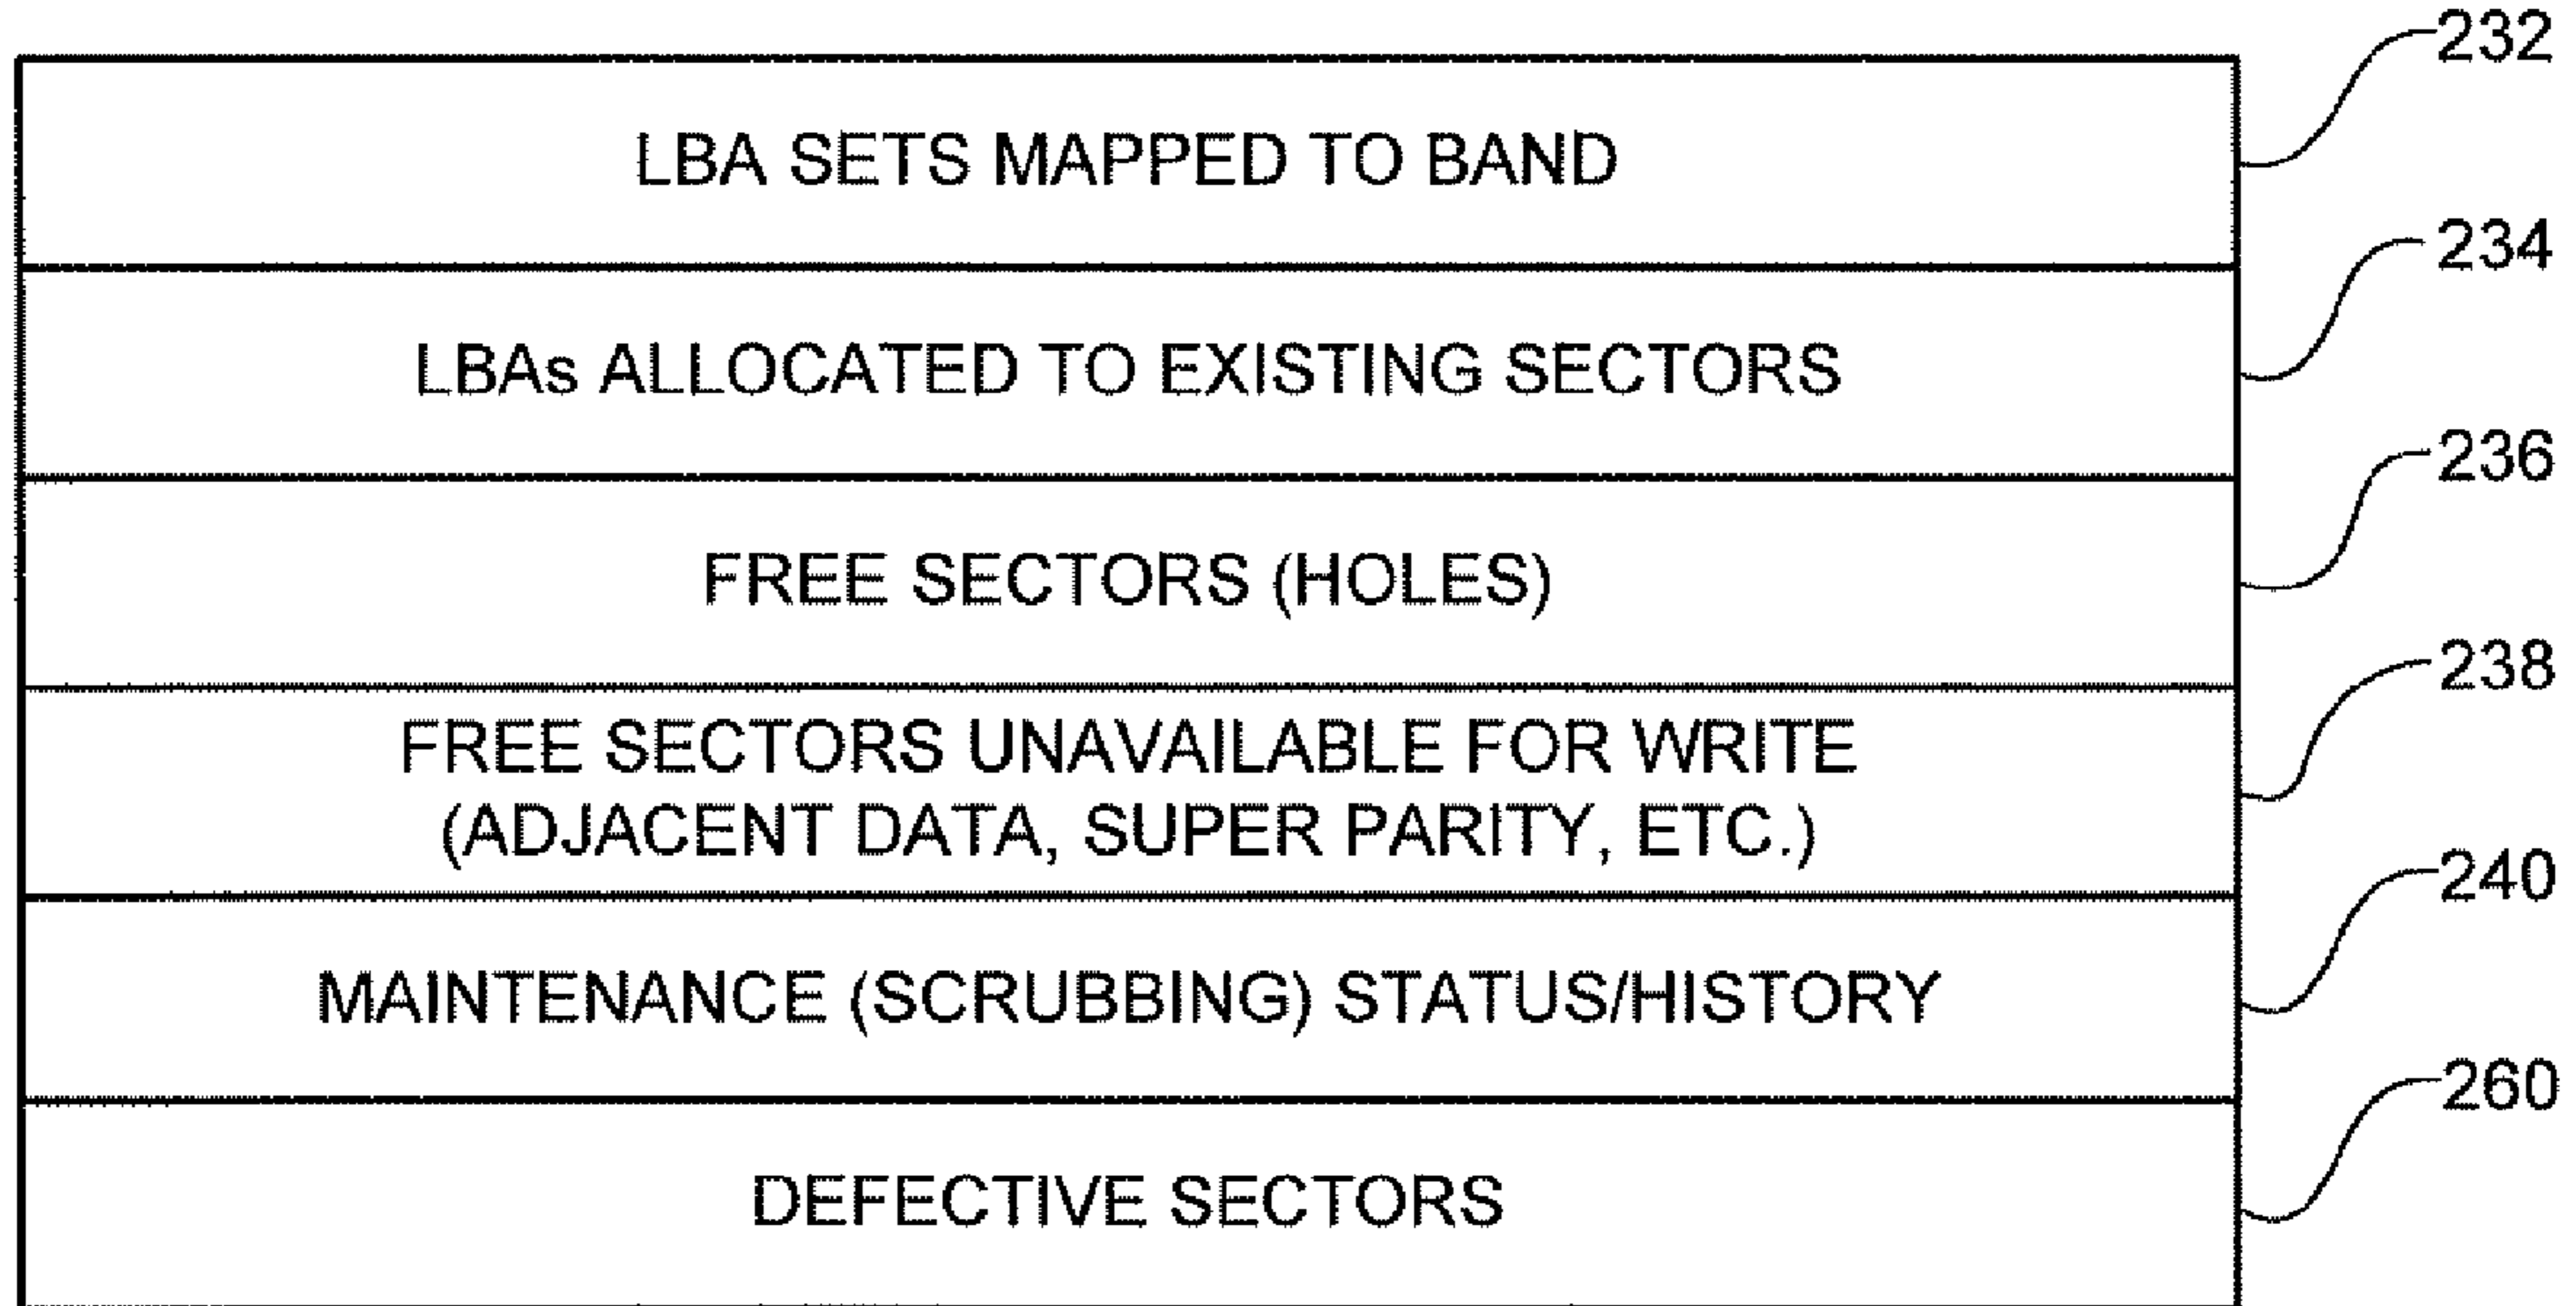 232
LBA SETS MAPPED TO BAND
234
LBAs ALLOCATED TO EXISTING SECTORS
236
FREE SECTORS (HOLES)
238
FREE SECTORS UNAVAILABLE FOR WRITE
(ADJACENT DATA, SUPER PARITY, ETC.)
240
MAINTENANCE (SCRUBBING) STATUS/HISTORY
260
DEFECTIVE SECTORS